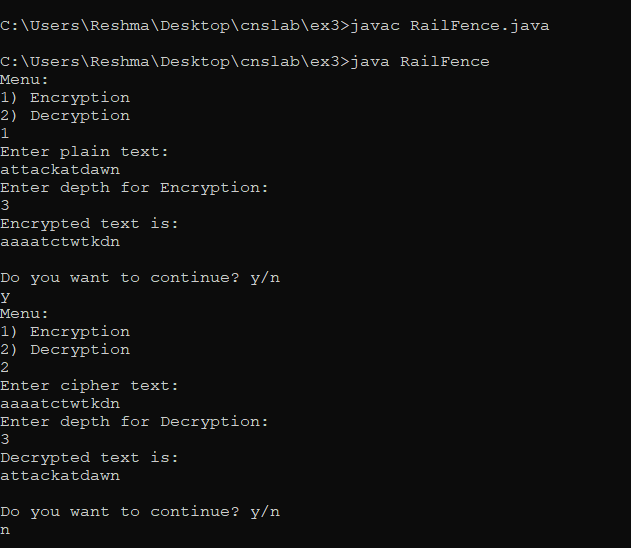 C:\Users\Reshma\Desktop\cnslab\ex3>javac RailFence.java
C:\Users\Reshma\Desktop\cnslab\ex3>java RailFence
Menu:
1) Encryption
2) Decryption
1
Enter plain text:
attackatdawn
Enter depth for Encryption:
3
Encrypted text is:
aaaatctwtkdn
Do you want to continue? y/n
y
Menu:
1) Encryption
2) Decryption
2
Enter cipher text:
aaaatctwtkdn
Enter depth for Decryption:
3
Decrypted text is:
attackatdawn
Do you want to continue? y/n
n